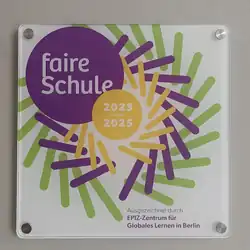 faire
Schule
2023
2025
Ausgezeichnet durch
EPIZ-Zentrum für
Globales Lernen in Berlin